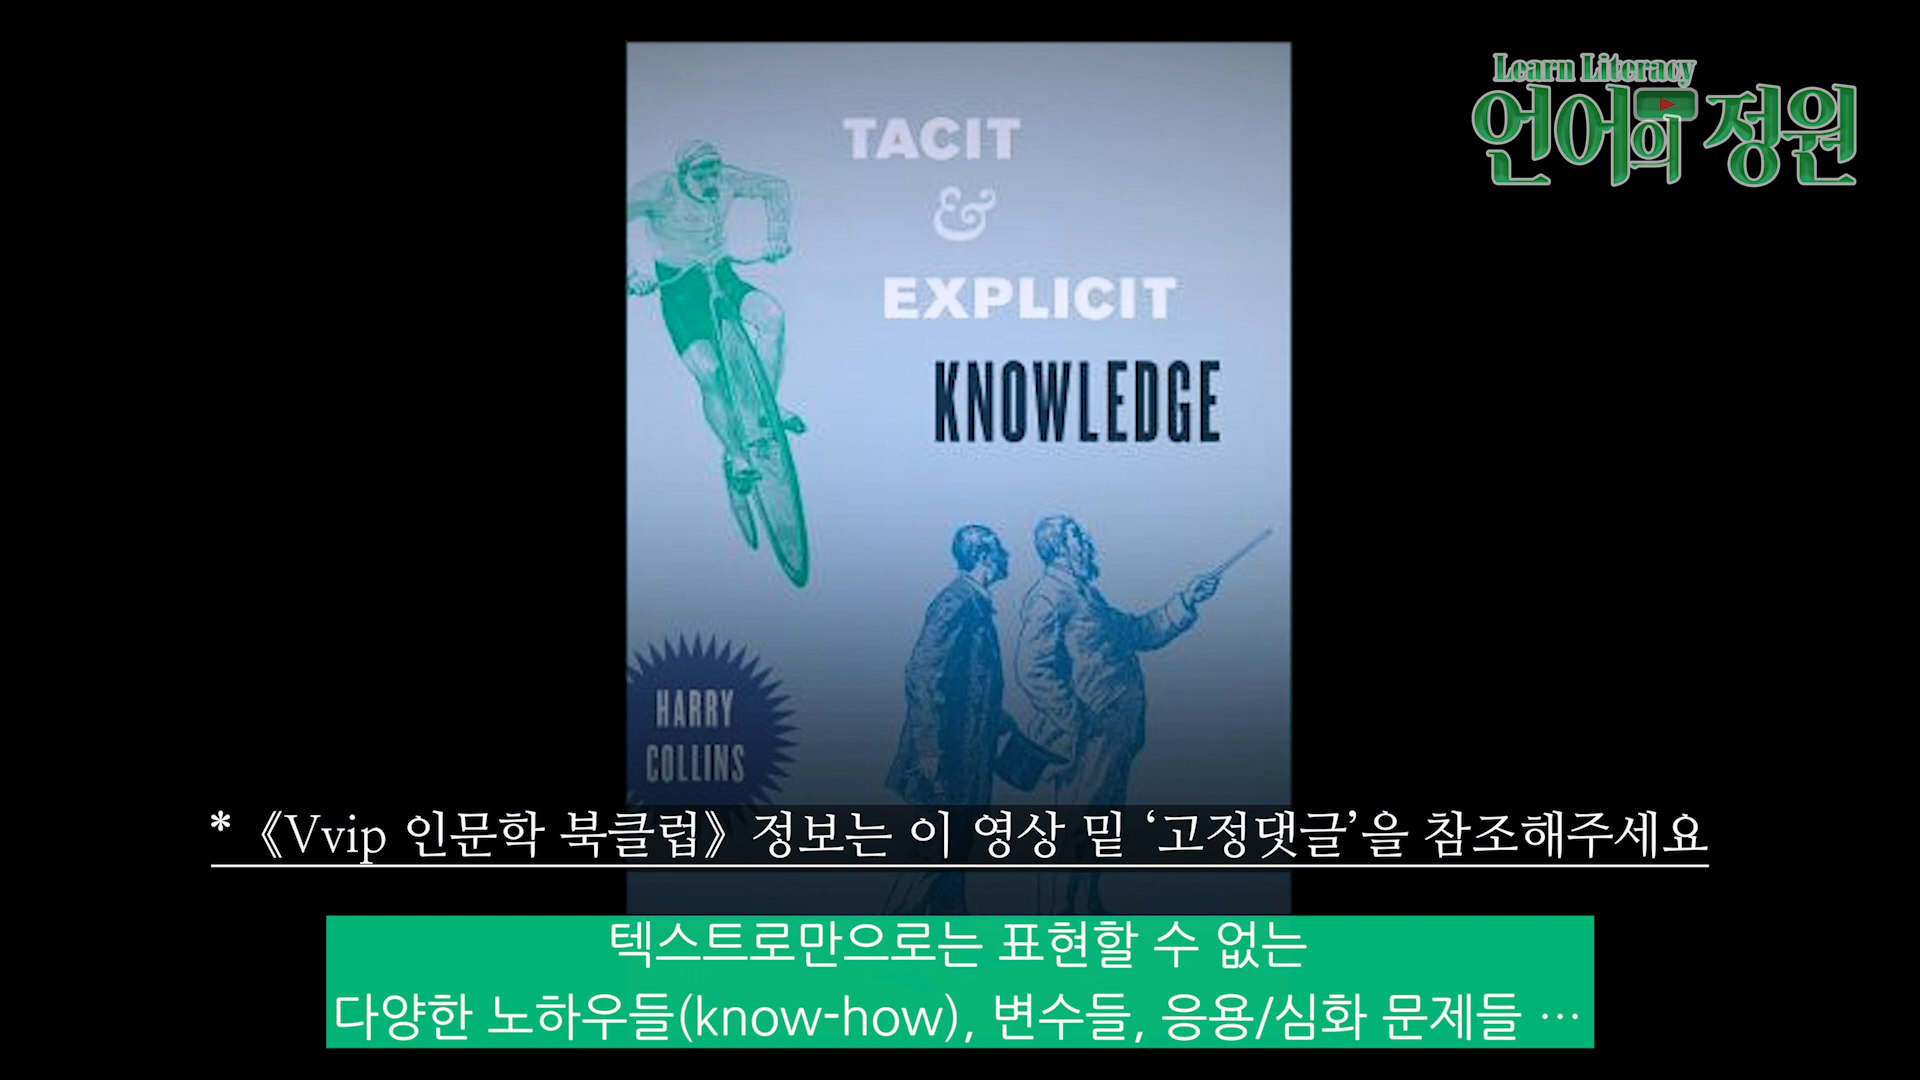 Learn Literacy
언어의 정원
TACIT
&
EXPLICIT
KNOWLEDGE
HARRY
COLLINS
*《Vvip 인문학 북클럽》정보는 이 영상 밑 ‘고정댓글’을 참조해주세요
텍스트로만으로는 표현할 수 없는
다양한 노하우들(know-how), 변수들, 응용/심화 문제들 …